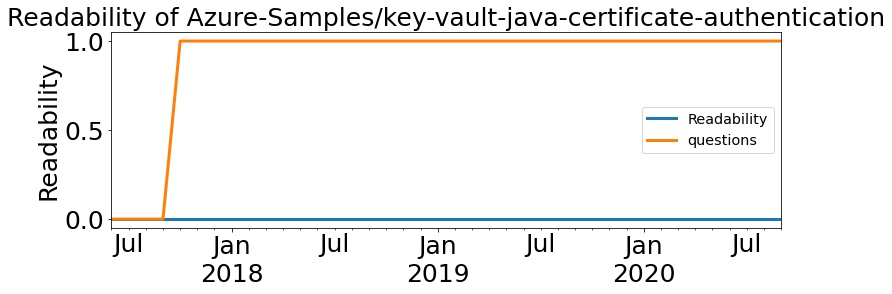 Readability of Azure-Samples/key-vault-java-certificate-authentication
1.0
0.5
0.0
Readability
Readability
questions
Jul Jan Jul Jan Jul Jan Jul
2018 2019 2020